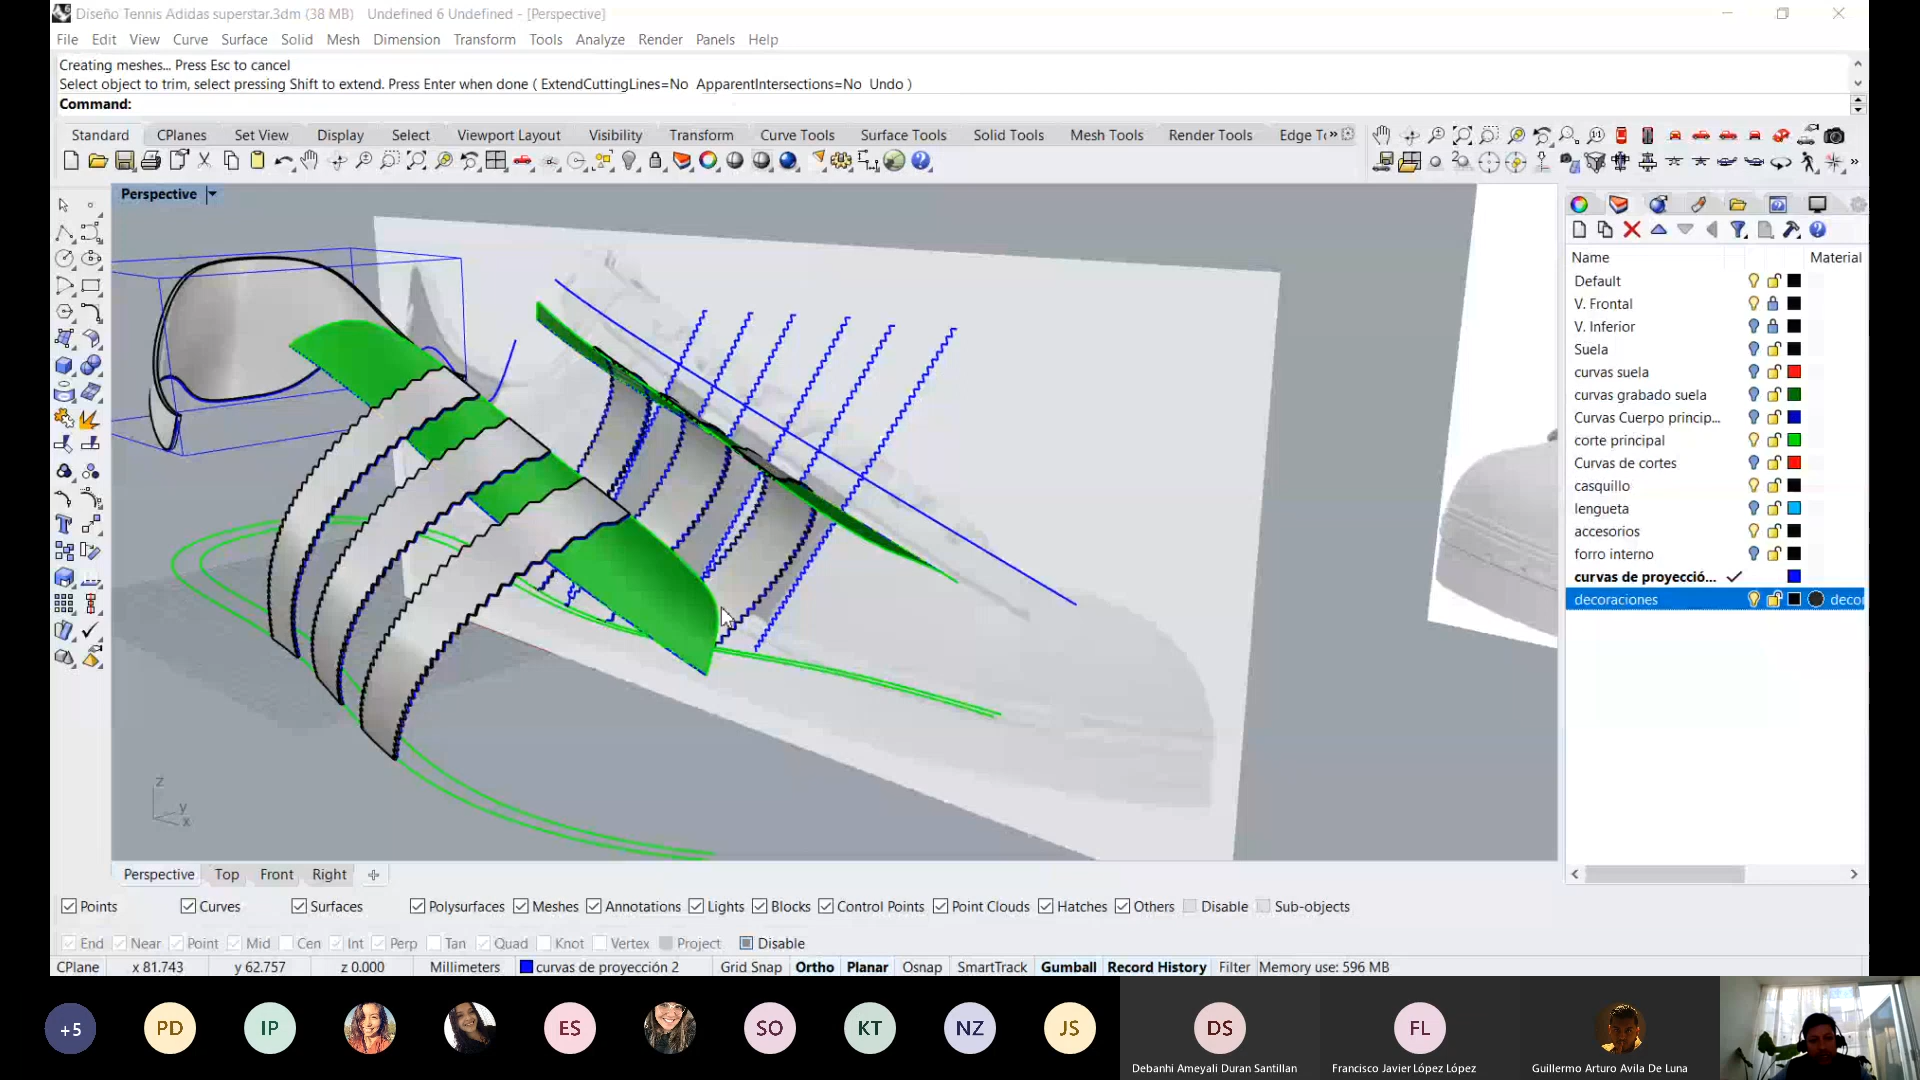 Diseño Tennis Adidas superstar.3dm (38 MB) Undefined 6 Undefined - [Perspective]
File Edit View Curve Surface Solid Mesh Dimension Transform Tools Analyze Render Panels Help
Creating meshes... Press Esc to cancel
Select object to trim, select pressing Shift to extend. Press Enter when done ( ExtendCuttingLines=No ApparentIntersections=No Undo )
Command:
Standard CPlanes Set View Display Select Viewport Layout Visibility Transform Curve Tools Surface Tools Solid Tools Mesh Tools Render Tools Edge To »
Perspective
Name Material
Default
V. Frontal
V. Inferior
Suela
curvas suela
curvas grabado suela
Curvas Cuerpo princip...
corte principal
Curvas de cortes
casquillo
lengueta
accesorios
forro interno
curvas de proyecció...
decoraciones deco
z
y
x
Perspective Top Front Right
Points Curves Surfaces Polysurfaces Meshes Annotations Lights Blocks Control Points Point Clouds Hatches Others Disable Sub-objects
End Near Point Mid Cen Int Perp Tan Quad Knot Vertex Project Disable
CPlane x 81.743 y 62.757 z 0.000 Millimeters curvas de proyección 2 Grid Snap Ortho Planar Osnap SmartTrack Gumball Record History Filter Memory use: 596 MB
+5 PD IP ES SO KT NZ JS DS FL
Debanhi Ameyali Duran Santillan Francisco Javier López López Guillermo Arturo Avila De Luna